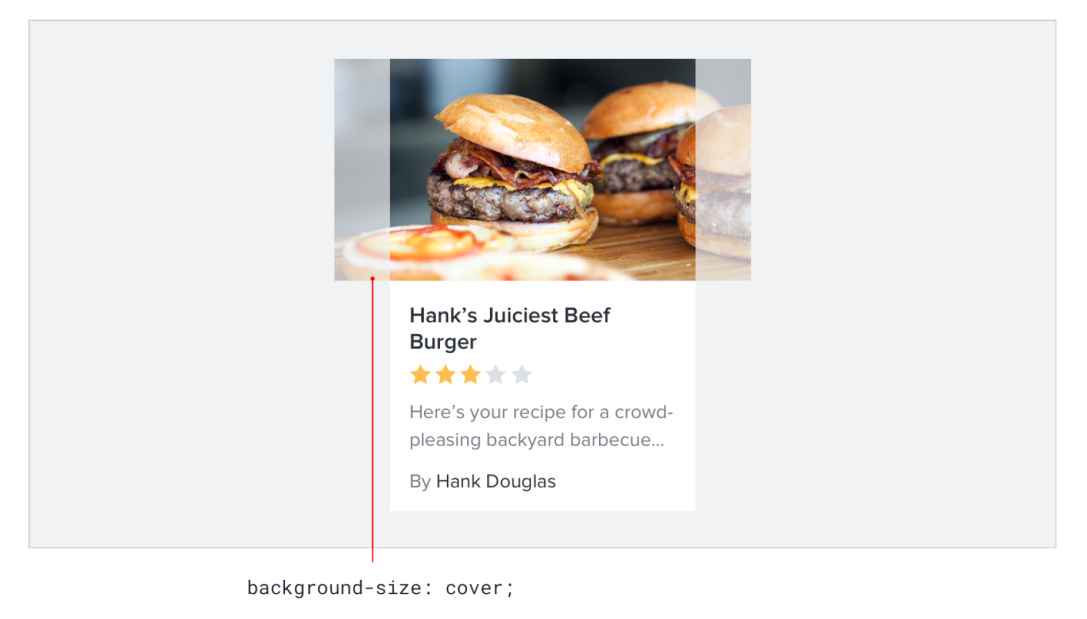 Hank’s Juiciest Beef
Burger
Here’s your recipe for a crowd-
pleasing backyard barbecue...
By Hank Douglas
background-size: cover;